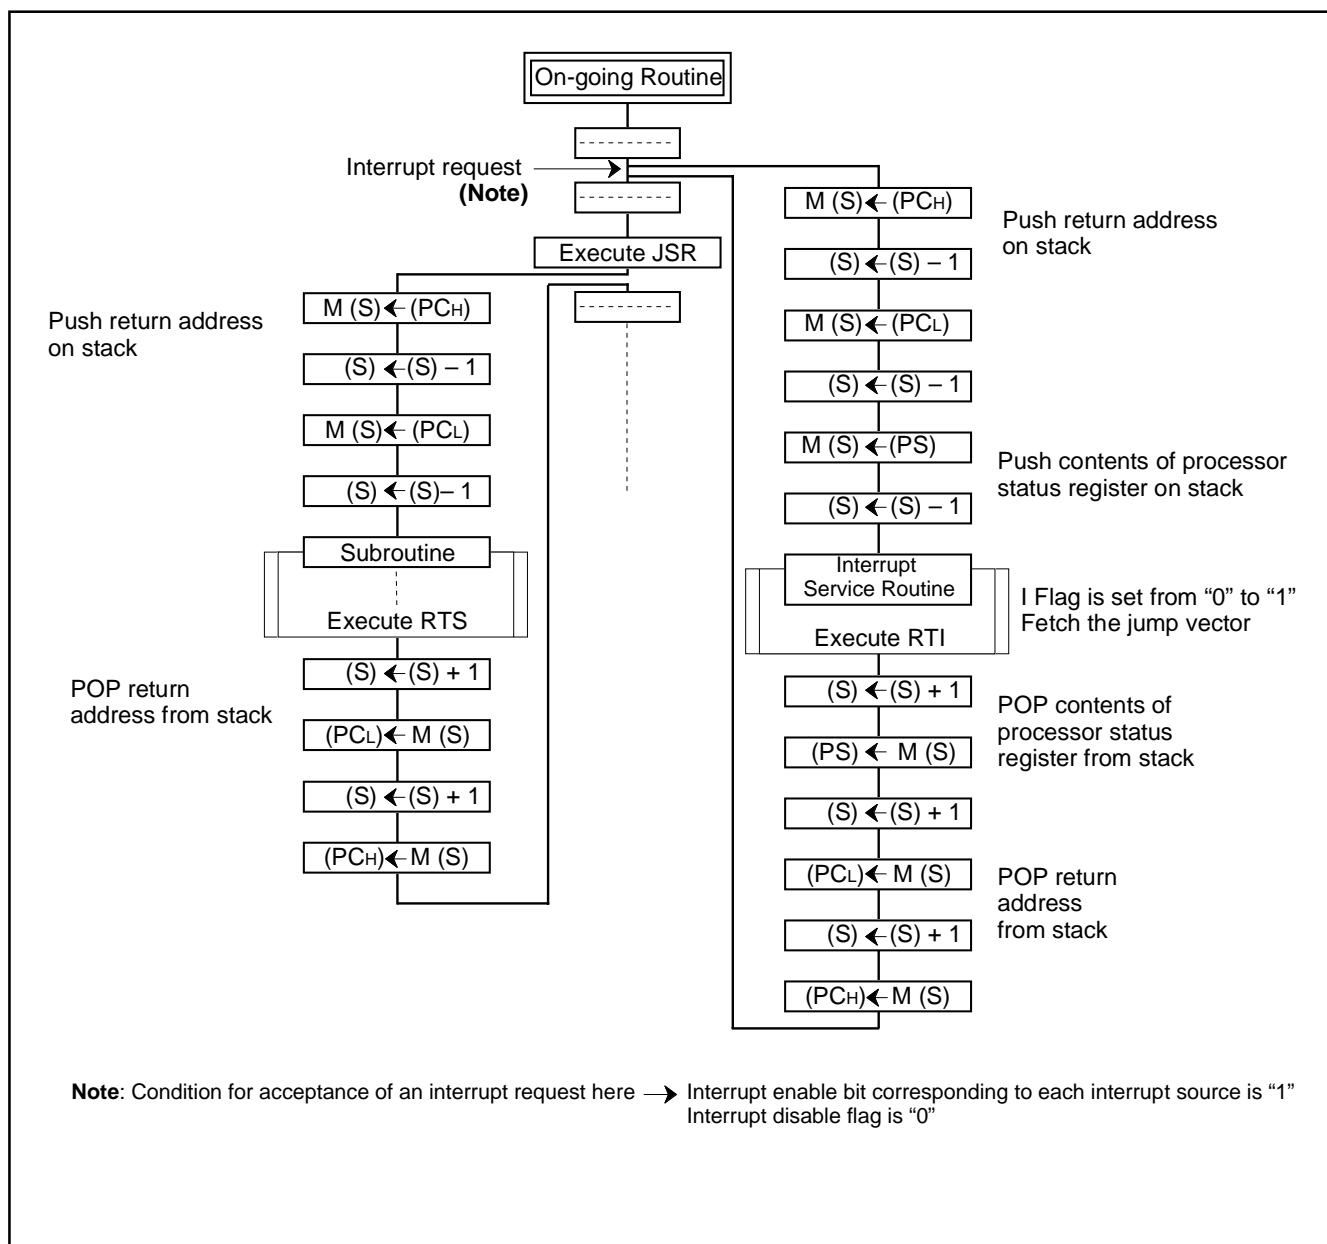 On-going Routine
Interrupt request
(Note)
Execute JSR
Push return address
on stack
M (S) ← (PCH)
(S) ← (S) – 1
M (S) ← (PCL)
(S) ← (S)– 1
Subroutine
Execute RTS
POP return
address from stack
(S) ← (S) + 1
(PCL) ← M (S)
(S) ← (S) + 1
(PCH) ← M (S)
M (S) ← (PCH)
Push return address
on stack
(S) ← (S) – 1
M (S) ← (PCL)
(S) ← (S) – 1
M (S) ← (PS)
Push contents of processor
status register on stack
(S) ← (S) – 1
Interrupt
Service Routine
I Flag is set from “0” to “1”
Fetch the jump vector
Execute RTI
(S) ← (S) + 1
POP contents of
processor status
register from stack
(PS) ← M (S)
(S) ← (S) + 1
(PCL) ← M (S)
POP return
address
from stack
(S) ← (S) + 1
(PCH) ← M (S)
Note: Condition for acceptance of an interrupt request here → Interrupt enable bit corresponding to each interrupt source is “1”
Interrupt disable flag is “0”